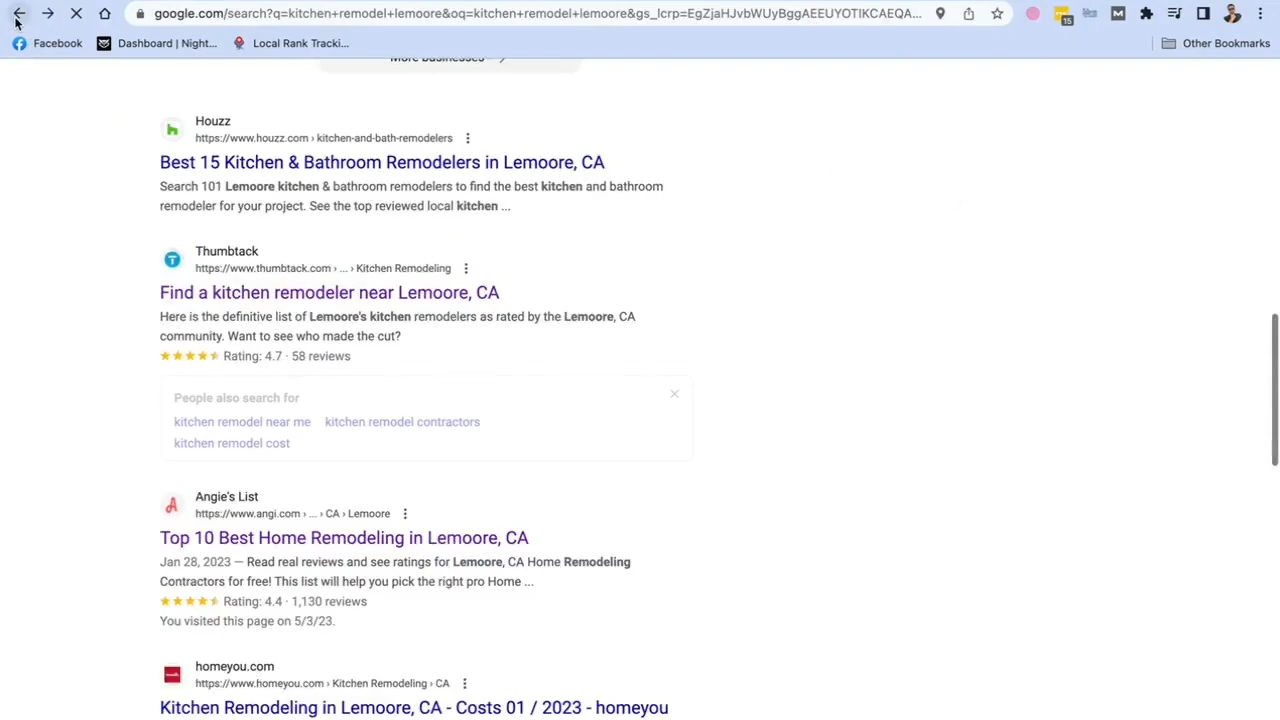 google.com/search?q=kitchen+remodel+lemoore&oq=kitchen+remodel+lemoore&gs_lcrp=EgZjaHJvbWUyBggAEEUYOTIKCAEQA...
15
M
Facebook
Dashboard | Night...
Local Rank Tracki...
Other Bookmarks
More businesses
Houzz
https://www.houzz.com › kitchen-and-bath-remodelers
Best 15 Kitchen & Bathroom Remodelers in Lemoore, CA
Search 101 Lemoore kitchen & bathroom remodelers to find the best kitchen and bathroom
remodeler for your project. See the top reviewed local kitchen ...
Thumbtack
https://www.thumbtack.com › ... › Kitchen Remodeling
Find a kitchen remodeler near Lemoore, CA
Here is the definitive list of Lemoore's kitchen remodelers as rated by the Lemoore, CA
community. Want to see who made the cut?
Rating: 4.7 · 58 reviews
People also search for
kitchen remodel near me
kitchen remodel contractors
kitchen remodel cost
Angie's List
https://www.angi.com › ... › CA › Lemoore
Top 10 Best Home Remodeling in Lemoore, CA
Jan 28, 2023 — Read real reviews and see ratings for Lemoore, CA Home Remodeling
Contractors for free! This list will help you pick the right pro Home ...
Rating: 4.4 · 1,130 reviews
You visited this page on 5/3/23.
homeyou.com
https://www.homeyou.com › Kitchen Remodeling › CA
Kitchen Remodeling in Lemoore, CA - Costs 01 / 2023 - homeyou